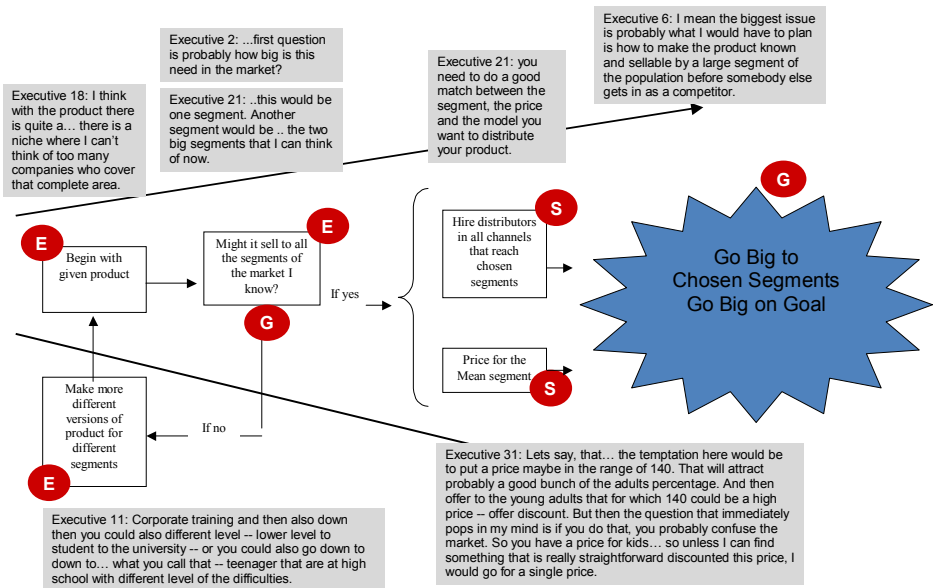 Executive 6: I mean the biggest issue
is probably what I would have to plan
is how to make the product known
and sellable by a large segment of
the population before somebody else
gets in as a competitor.
Executive 2: ...first question
is probably how big is this
need in the market?
Executive 21: you
need to do a good
match between the
segment, the price
and the model you
want to distribute
your product.
Executive 18: I think
with the product there
is quite a… there is a
niche where I can't
think of too many
companies who cover
that complete area.
Executive 21: ..this would be
one segment. Another
segment would be .. the two
big segments that I can think
of now.
G
E
Begin with
given product
E
Might it sell to all
the segments of
the market I
know?
G
If yes
S
Hire distributors
in all channels
that reach
chosen
segments
Go Big to
Chosen Segments
Go Big on Goal
Price for the
Mean segment
S
Make more
different
versions of
product for
different
segments
E
If no
Executive 31: Lets say, that… the temptation here would be
to put a price maybe in the range of 140. That will attract
probably a good bunch of the adults percentage. And then
offer to the young adults that for which 140 could be a high
price -- offer discount. But then the question that immediately
pops in my mind is if you do that, you probably confuse the
market. So you have a price for kids… so unless I can find
something that is really straightforward discounted this price, I
would go for a single price.
Executive 11: Corporate training and then also down
then you could also different level -- lower level to
student to the university -- or you could also go down to
down to… what you call that -- teenager that are at high
school with different level of the difficulties.